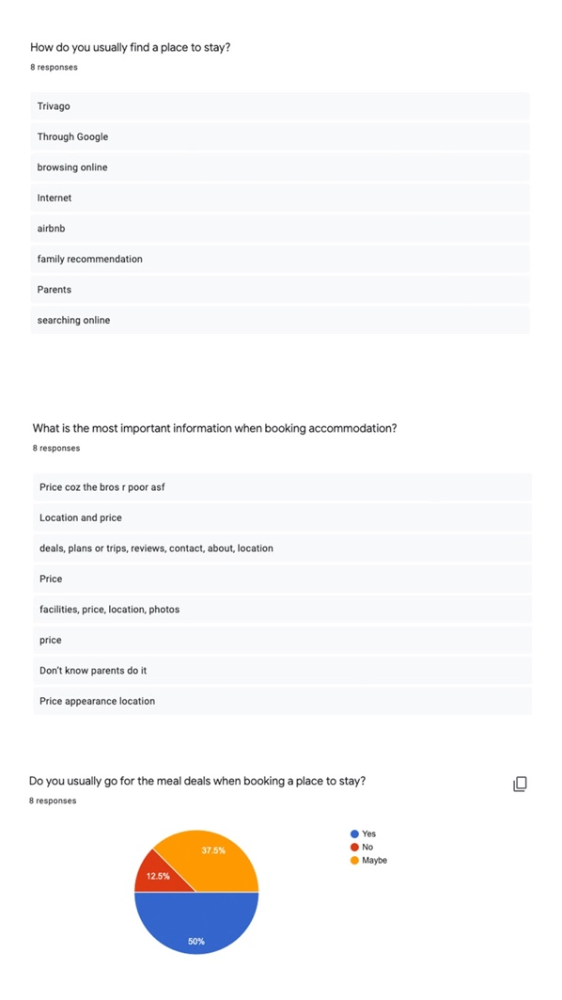 How do you usually find a place to stay?
8 responses
Trivago
Through Google
browsing online
Internet
airbnb
family recommendation
Parents
searching online
What is the most important information when booking accommodation?
8 responses
Price coz the bros r poor asf
Location and price
deals, plans or trips, reviews, contact, about, location
Price
facilities, price, location, photos
price
Don't know parents do it
Price appearance location
Do you usually go for the meal deals when booking a place to stay?
8 responses
Yes
No
Maybe
37.5%
12.5%
50%